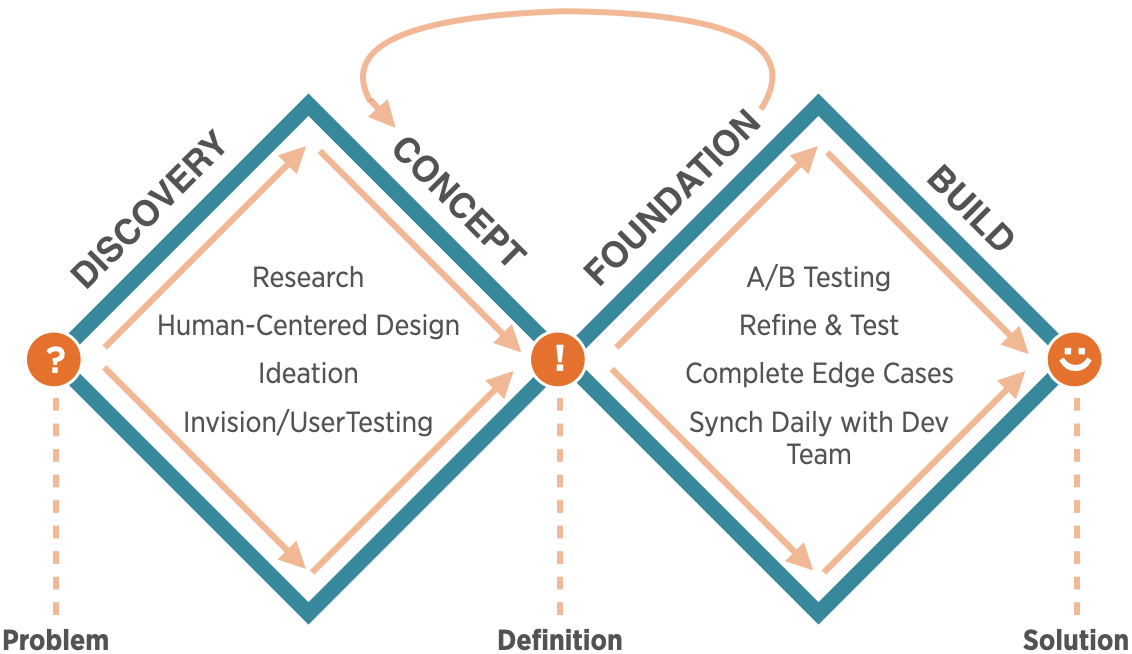 DISCOVERY
CONCEPT
FOUNDATION
BUILD
Research
Human-Centered Design
Ideation
Invision/UserTesting
A/B Testing
Refine & Test
Complete Edge Cases
Synch Daily with Dev
Team
?
!
Problem
Definition
Solution